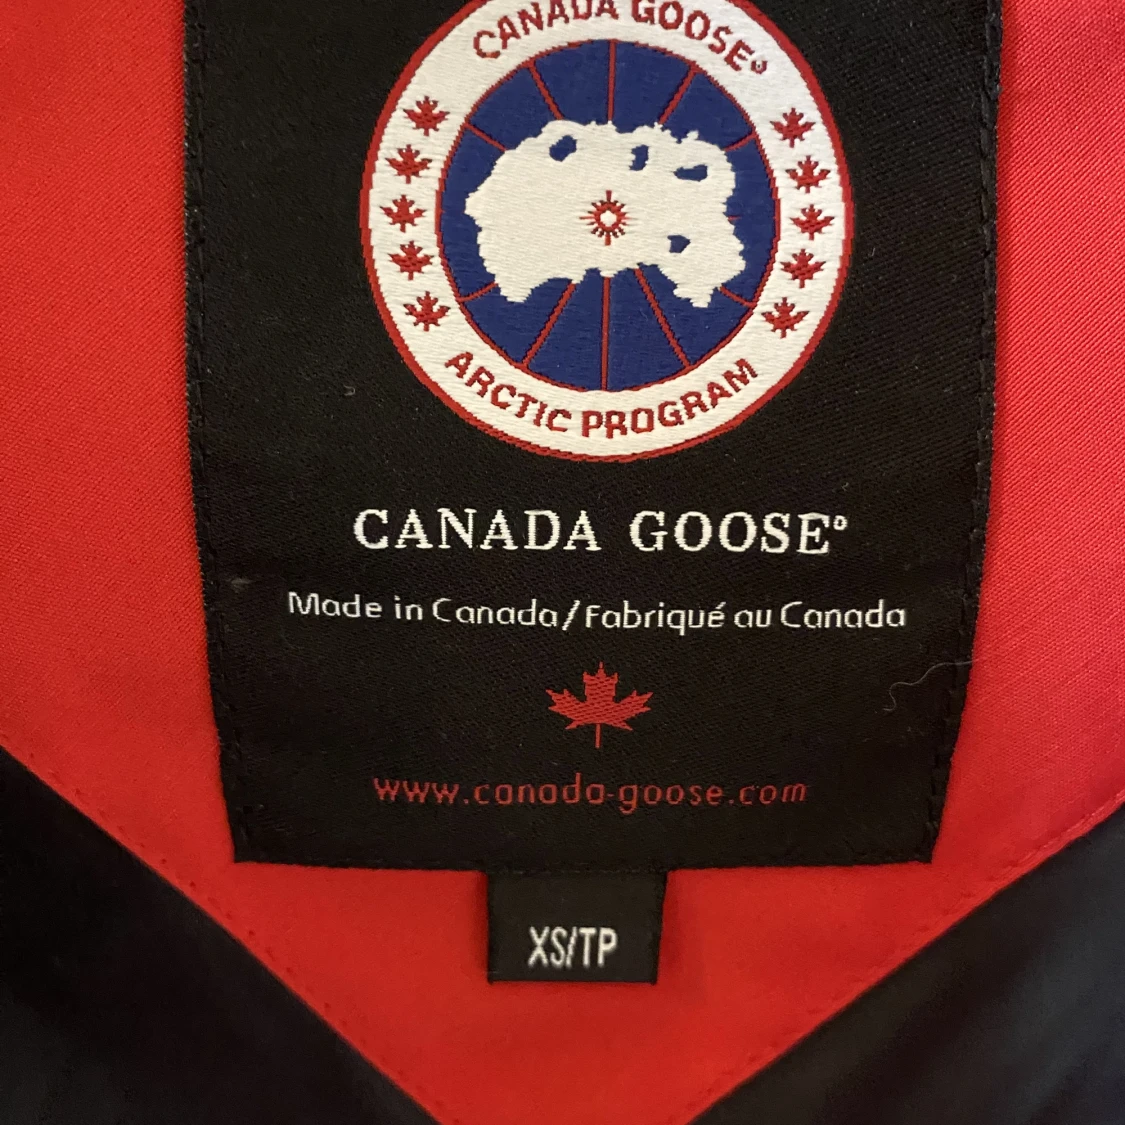 CANADA GOOSE®
ARCTIC PROGRAM
CANADA GOOSE®
Made in Canada/Fabriqué au Canada
www.canada-goose.com
XS/TP